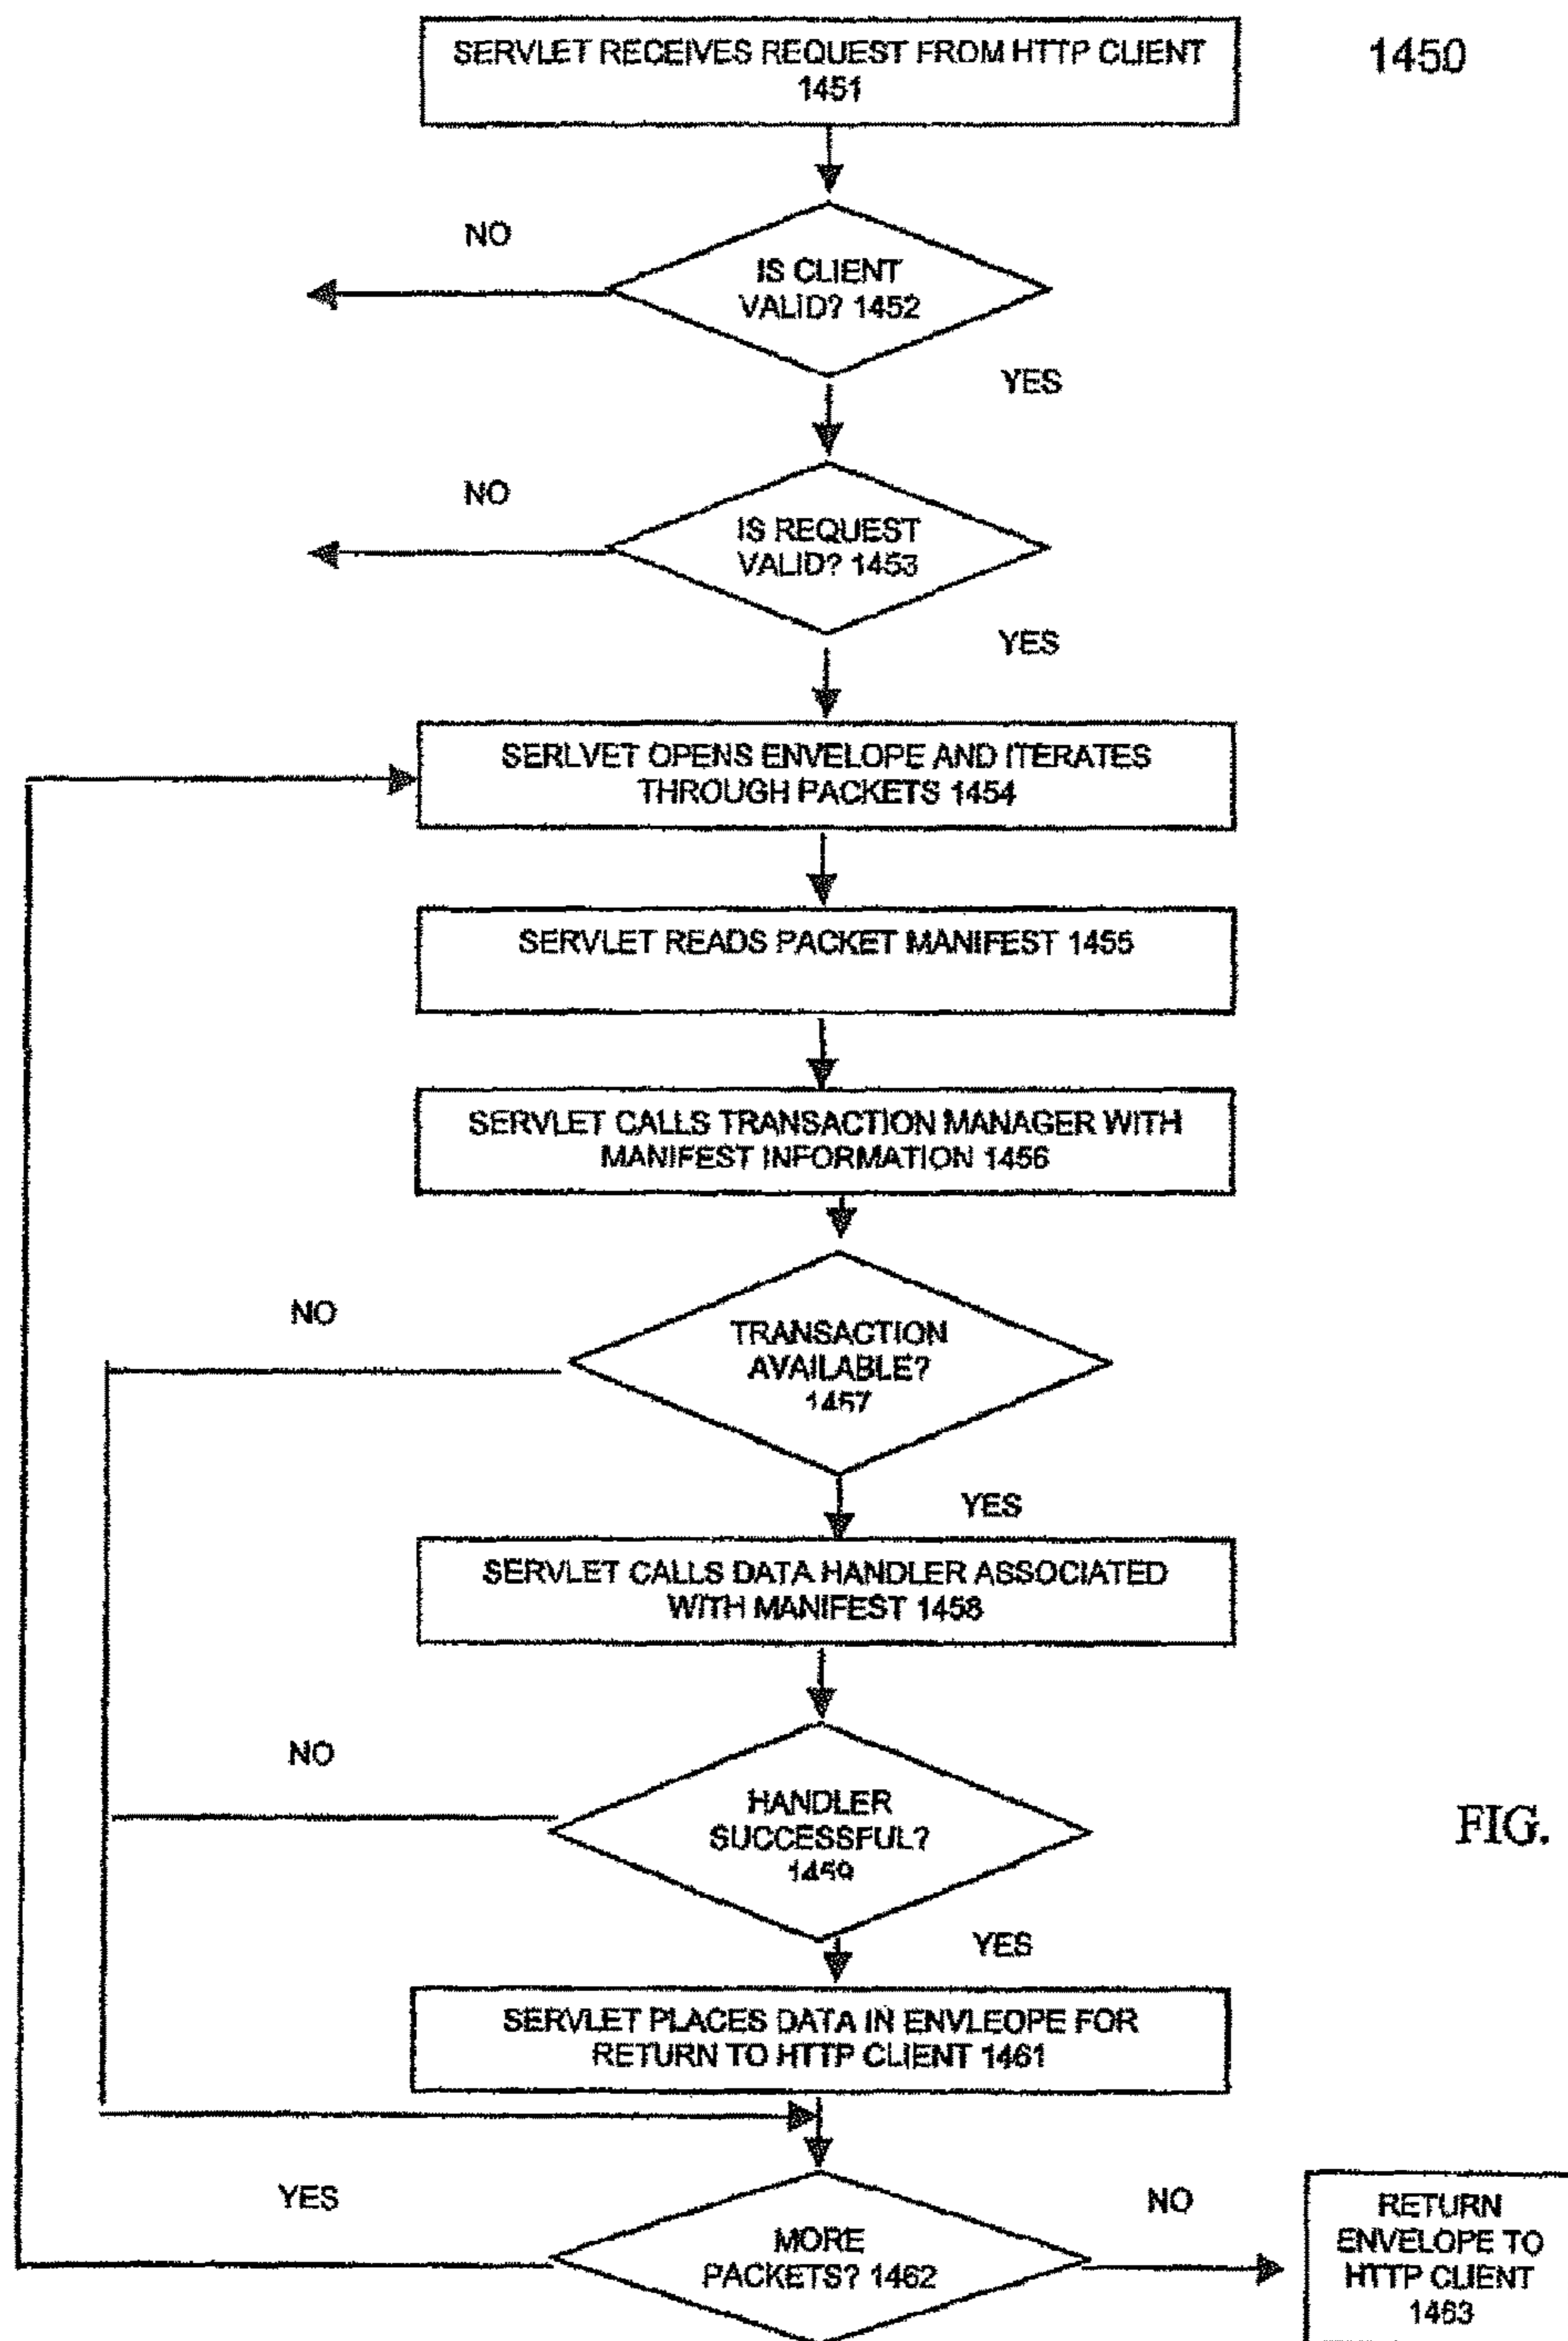 SERVLET RECEIVES REQUEST FROM HTTP CLIENT
1451
1450
NO
IS CLIENT
VALID? 1452
YES
NO
IS REQUEST
VALID? 1453
YES
SERLVET OPENS ENVELOPE AND ITERATES
THROUGH PACKETS 1454
SERVLET READS PACKET MANIFEST 1455
SERVLET CALLS TRANSACTION MANAGER WITH
MANIFEST INFORMATION 1456
NO
TRANSACTION
AVAILABLE?
1457
YES
SERVLET CALLS DATA HANDLER ASSOCIATED
WITH MANIFEST 1458
NO
HANDLER
SUCCESSFUL?
1459
FIG.
YES
SERVLET PLACES DATA IN ENVLEOPE FOR
RETURN TO HTTP CLIENT 1461
YES
MORE
PACKETS? 1462
NO
RETURN
ENVELOPE TO
HTTP CLIENT
1463